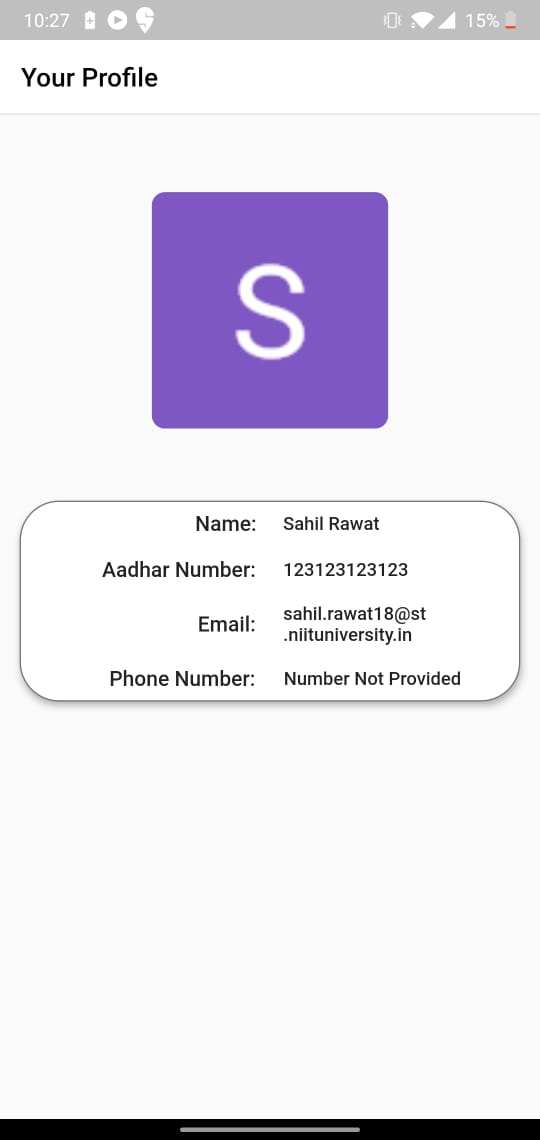 10:27
15%
Your Profile
S
Name: Sahil Rawat
Aadhar Number: 123123123123
Email: sahil.rawat18@st
.niituniversity.in
Phone Number: Number Not Provided